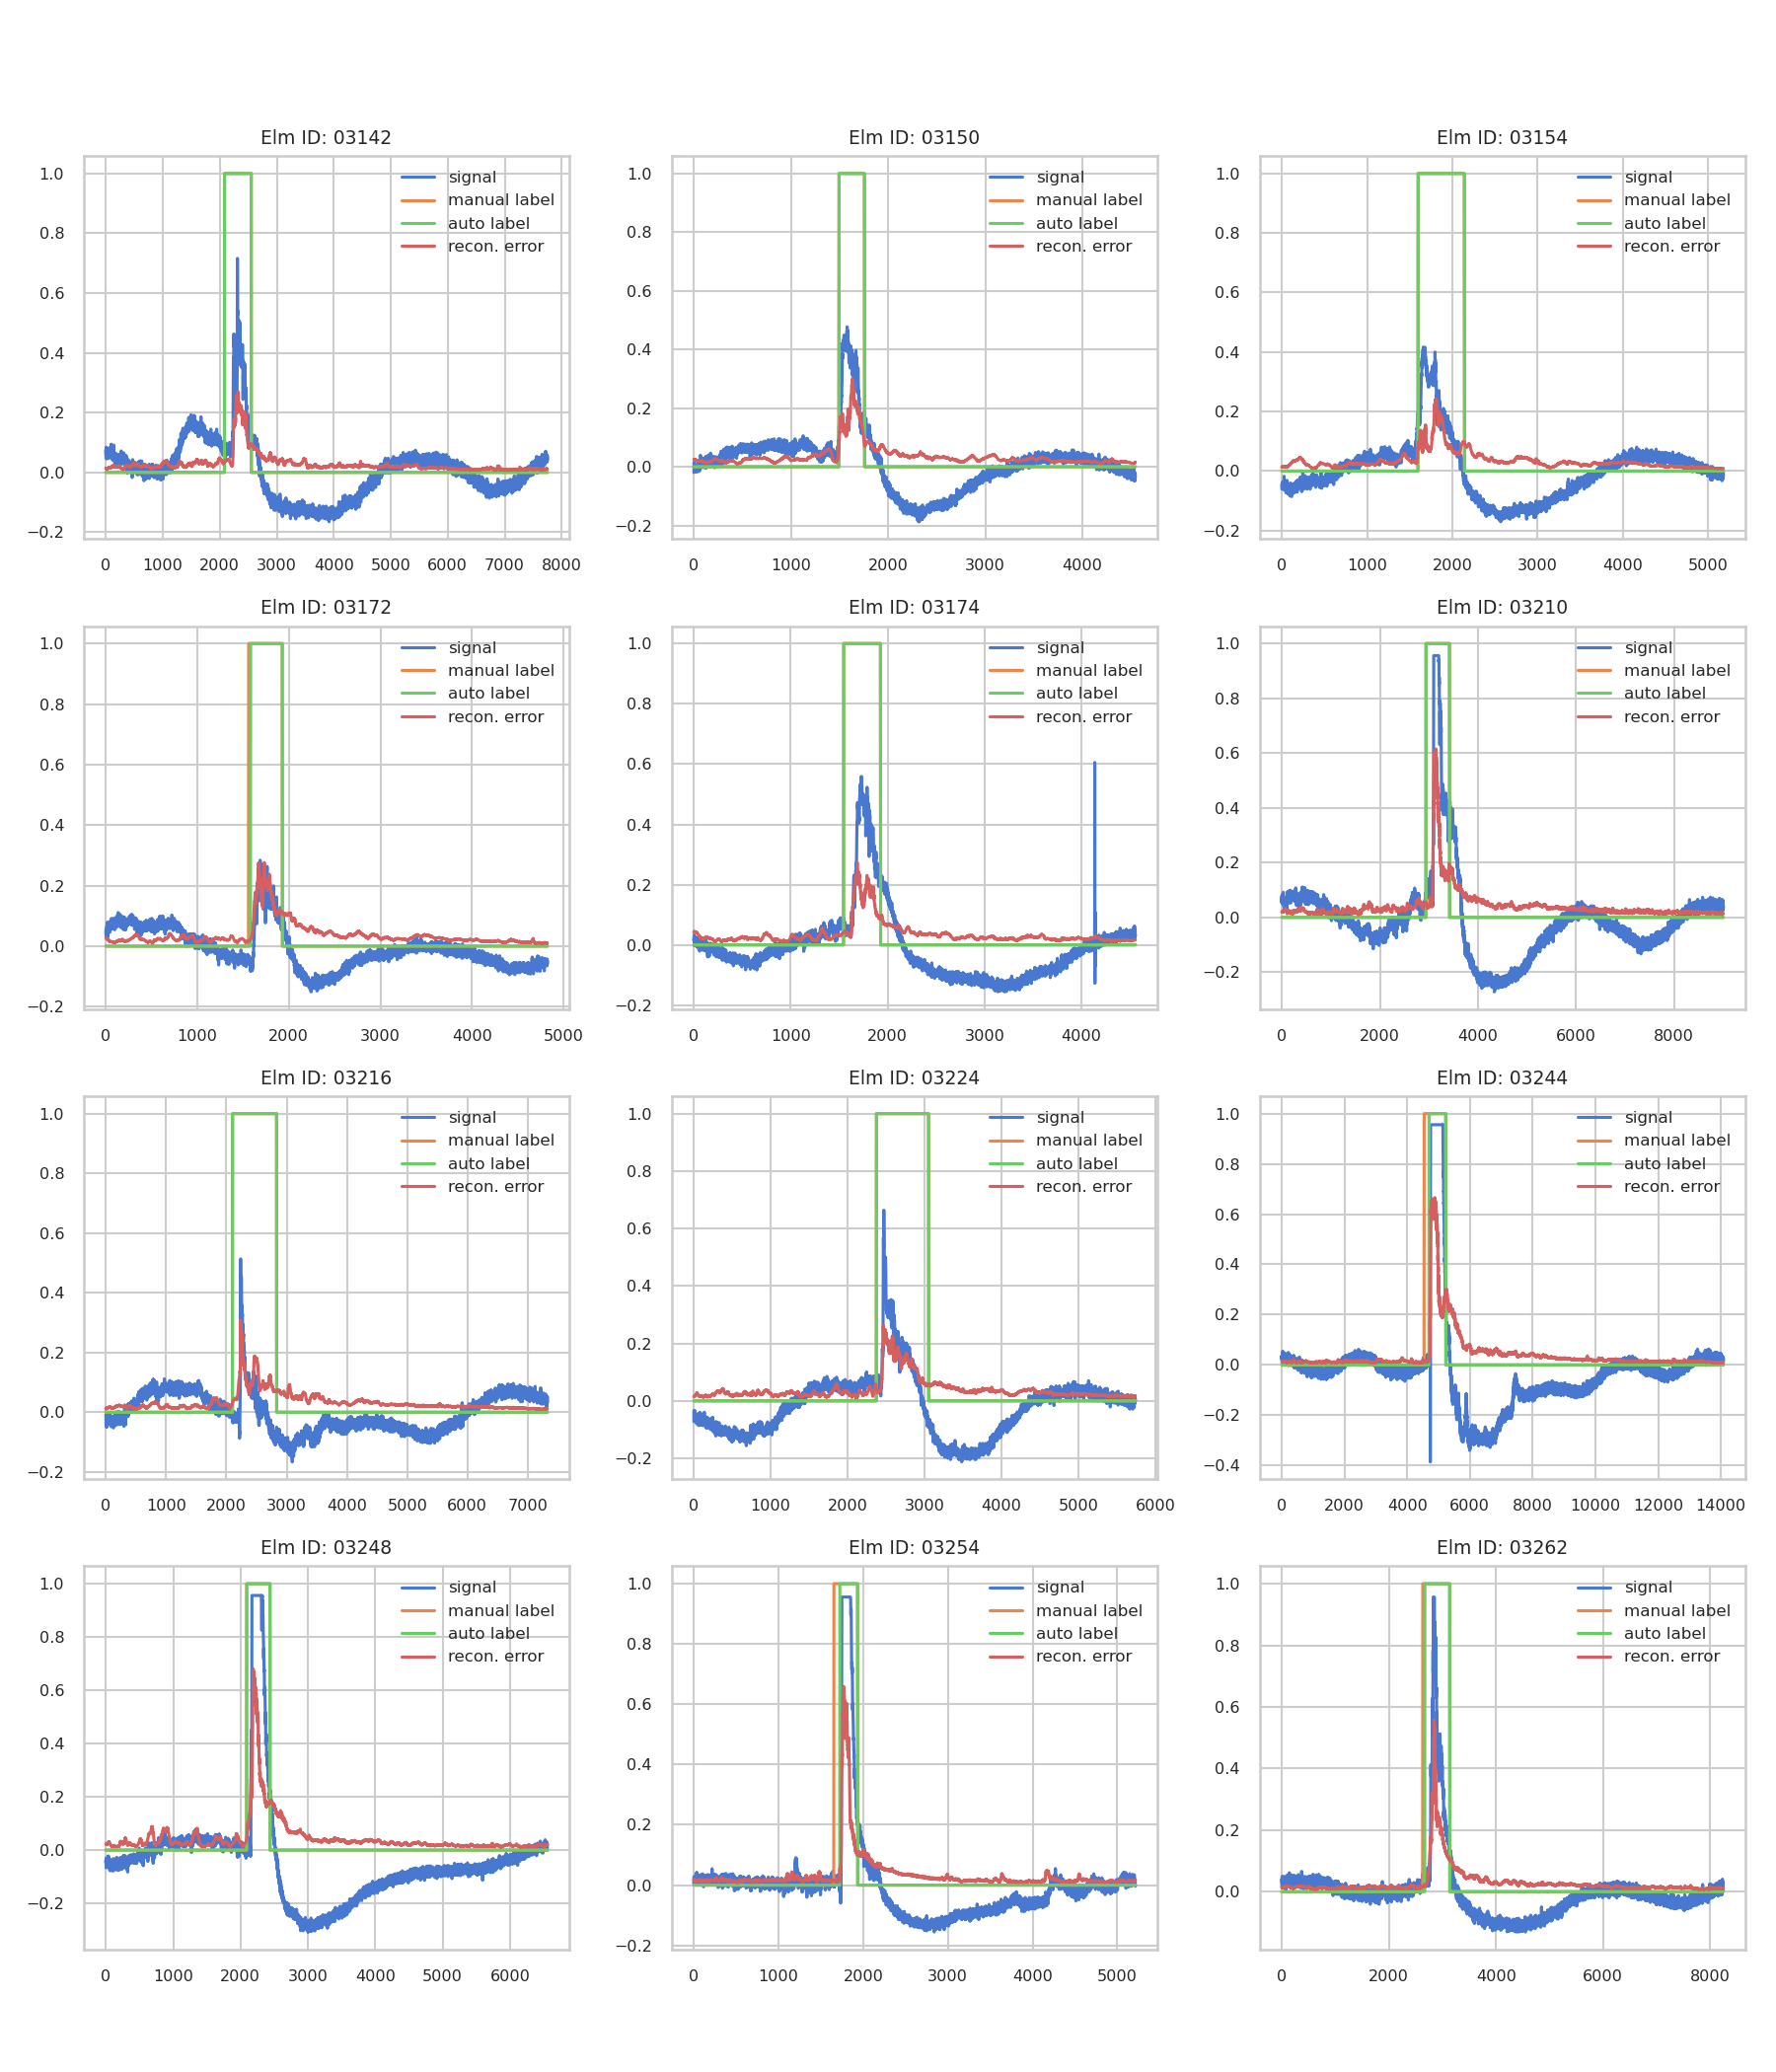 Elm ID: 03142
1.0
0.8
0.6
0.4
0.2
0.0
−0.2
signal
manual label
auto label
recon. error
0 1000 2000 3000 4000 5000 6000 7000 8000
Elm ID: 03150
1.0
0.8
0.6
0.4
0.2
0.0
−0.2
signal
manual label
auto label
recon. error
0 1000 2000 3000 4000
Elm ID: 03154
1.0
0.8
0.6
0.4
0.2
0.0
−0.2
signal
manual label
auto label
recon. error
0 1000 2000 3000 4000 5000
Elm ID: 03172
1.0
0.8
0.6
0.4
0.2
0.0
−0.2
signal
manual label
auto label
recon. error
0 1000 2000 3000 4000 5000
Elm ID: 03174
1.0
0.8
0.6
0.4
0.2
0.0
−0.2
signal
manual label
auto label
recon. error
0 1000 2000 3000 4000
Elm ID: 03210
1.0
0.8
0.6
0.4
0.2
0.0
−0.2
signal
manual label
auto label
recon. error
0 2000 4000 6000 8000
Elm ID: 03216
1.0
0.8
0.6
0.4
0.2
0.0
−0.2
signal
manual label
auto label
recon. error
0 1000 2000 3000 4000 5000 6000 7000
Elm ID: 03224
1.0
0.8
0.6
0.4
0.2
0.0
−0.2
signal
manual label
auto label
recon. error
0 1000 2000 3000 4000 5000 6000
Elm ID: 03244
1.0
0.8
0.6
0.4
0.2
0.0
−0.2
−0.4
signal
manual label
auto label
recon. error
0 2000 4000 6000 8000 10000 12000 14000
Elm ID: 03248
1.0
0.8
0.6
0.4
0.2
0.0
−0.2
signal
manual label
auto label
recon. error
0 1000 2000 3000 4000 5000 6000
Elm ID: 03254
1.0
0.8
0.6
0.4
0.2
0.0
−0.2
signal
manual label
auto label
recon. error
0 1000 2000 3000 4000 5000
Elm ID: 03262
1.0
0.8
0.6
0.4
0.2
0.0
signal
manual label
auto label
recon. error
0 2000 4000 6000 8000